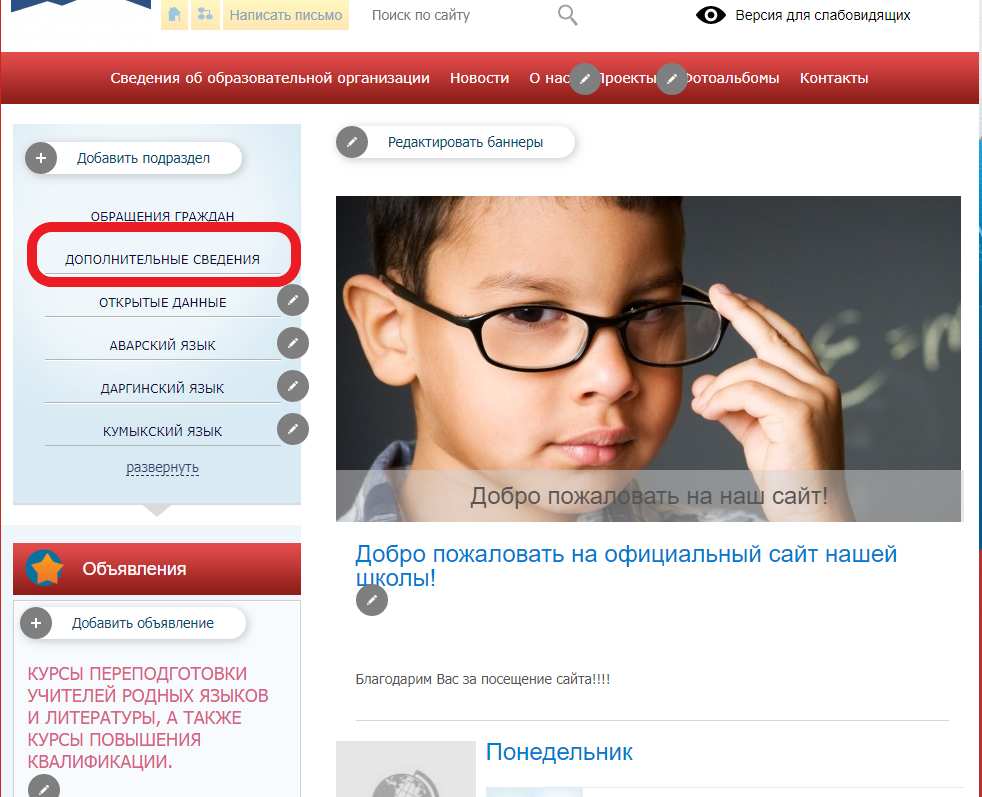 Написать письмо
Поиск по сайту
Версия для слабовидящих
Сведения об образовательной организации Новости О нас Проекты Фотоальбомы Контакты
Добавить подраздел
ОБРАЩЕНИЯ ГРАЖДАН
ДОПОЛНИТЕЛЬНЫЕ СВЕДЕНИЯ
ОТКРЫТЫЕ ДАННЫЕ
АВАРСКИЙ ЯЗЫК
ДАРГИНСКИЙ ЯЗЫК
КУМЫКСКИЙ ЯЗЫК
развернуть
Объявления
Добавить объявление
КУРСЫ ПЕРЕПОДГОТОВКИ
УЧИТЕЛЕЙ РОДНЫХ ЯЗЫКОВ
И ЛИТЕРАТУРЫ, А ТАКЖЕ
КУРСЫ ПОВЫШЕНИЯ
КВАЛИФИКАЦИИ.
Редактировать баннеры
Добро пожаловать на наш сайт!
Добро пожаловать на официальный сайт нашей
школы!
Благодарим Вас за посещение сайта!!!!
Понедельник